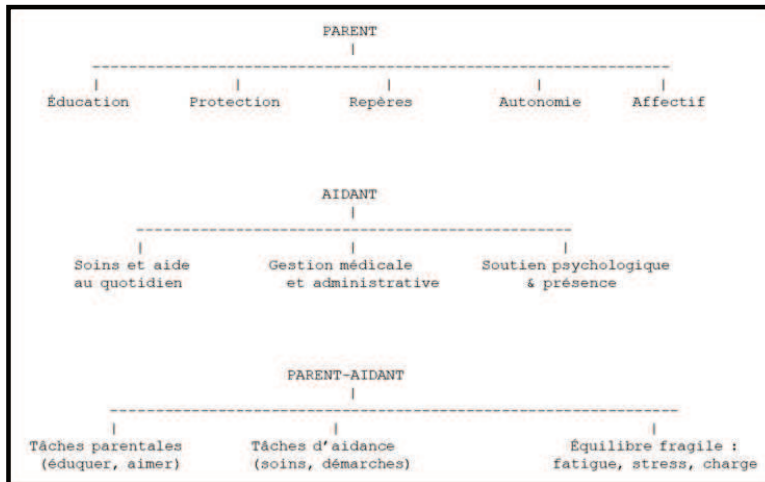 PARENT
Éducation Protection Repères Autonomie Affectif
AIDANT
Soins et aide Gestion médicale Soutien psychologique
au quotidien et administrative & présence
PARENT-AIDANT
Tâches parentales Tâches d'aidance Équilibre fragile :
(éduquer, aimer) (soins, démarches) fatigue, stress, charge